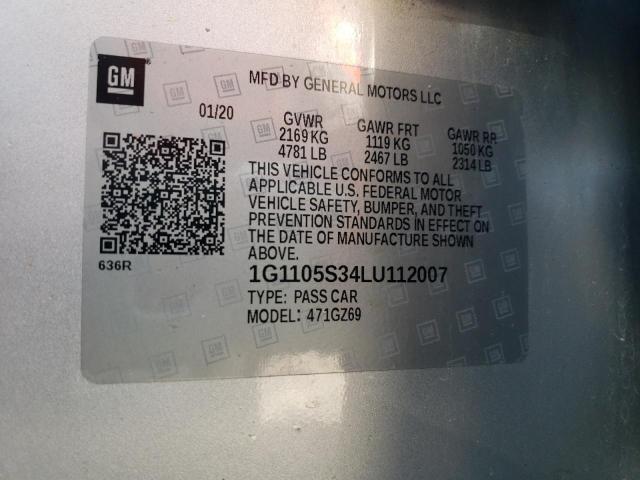 GM
MFD BY GENERAL MOTORS LLC
01/20
GVWR GAWR FRT GAWR RR
2169 KG 1119 KG 1050 KG
4781 LB 2467 LB 2314 LB
THIS VEHICLE CONFORMS TO ALL
APPLICABLE U.S. FEDERAL MOTOR
VEHICLE SAFETY, BUMPER, AND THEFT
PREVENTION STANDARDS IN EFFECT ON
THE DATE OF MANUFACTURE SHOWN
ABOVE.
636R
1G1105S34LU112007
TYPE: PASS CAR
MODEL: 471GZ69